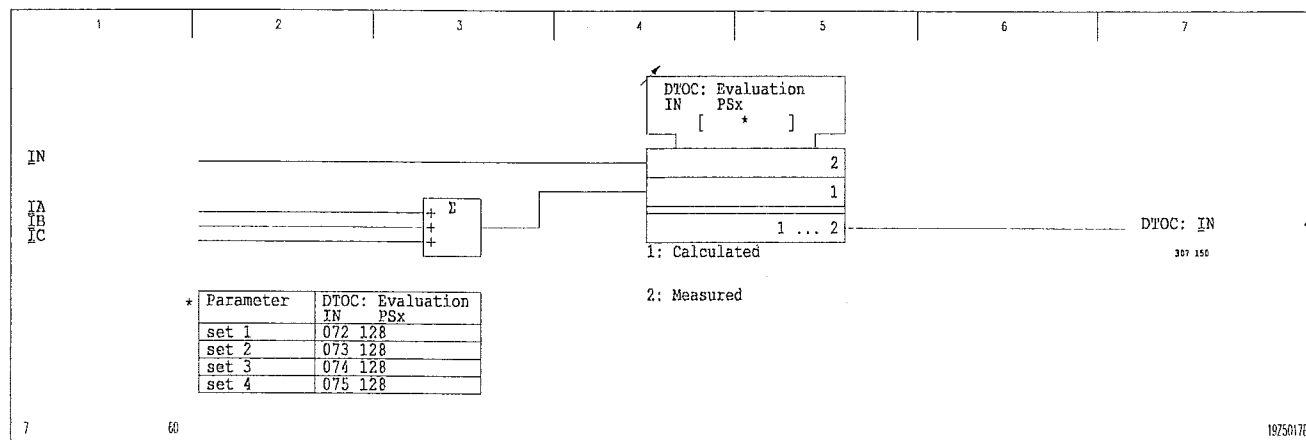 1 2 3 4 5 6 7
DTOC: Evaluation
IN PSx
[ * ]
IN
2
1
IA
IB
IC
Σ
+
+
+
1 ... 2
DTOC: IN
307 150
1: Calculated
2: Measured
* Parameter DTOC: Evaluation
IN PSx
set 1 072 128
set 2 073 128
set 3 074 128
set 4 075 128
7 60